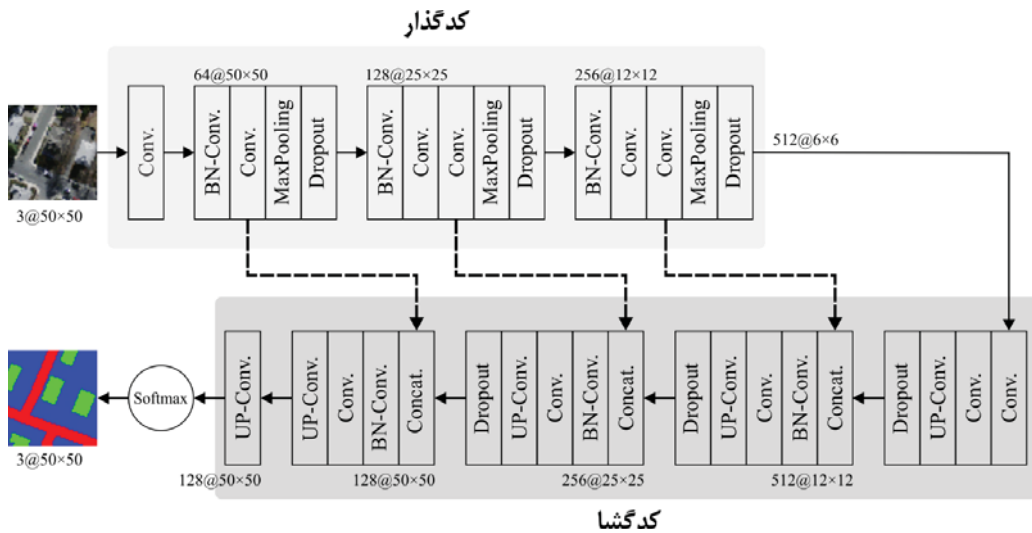 کدگذار
64@50×50
128@25×25
256@12×12
Conv.
BN-Conv.
Conv.
MaxPooling
Dropout
BN-Conv.
Conv.
Conv.
MaxPooling
Dropout
BN-Conv.
Conv.
Conv.
MaxPooling
Dropout
512@6×6
3@50×50
Softmax
UP-Conv.
UP-Conv.
Conv.
BN-Conv.
Concat.
Dropout
UP-Conv.
Conv.
BN-Conv.
Concat.
Dropout
UP-Conv.
Conv.
BN-Conv.
Concat.
Dropout
UP-Conv.
Conv.
Conv.
3@50×50
128@50×50
128@50×50
256@25×25
512@12×12
کدگشا